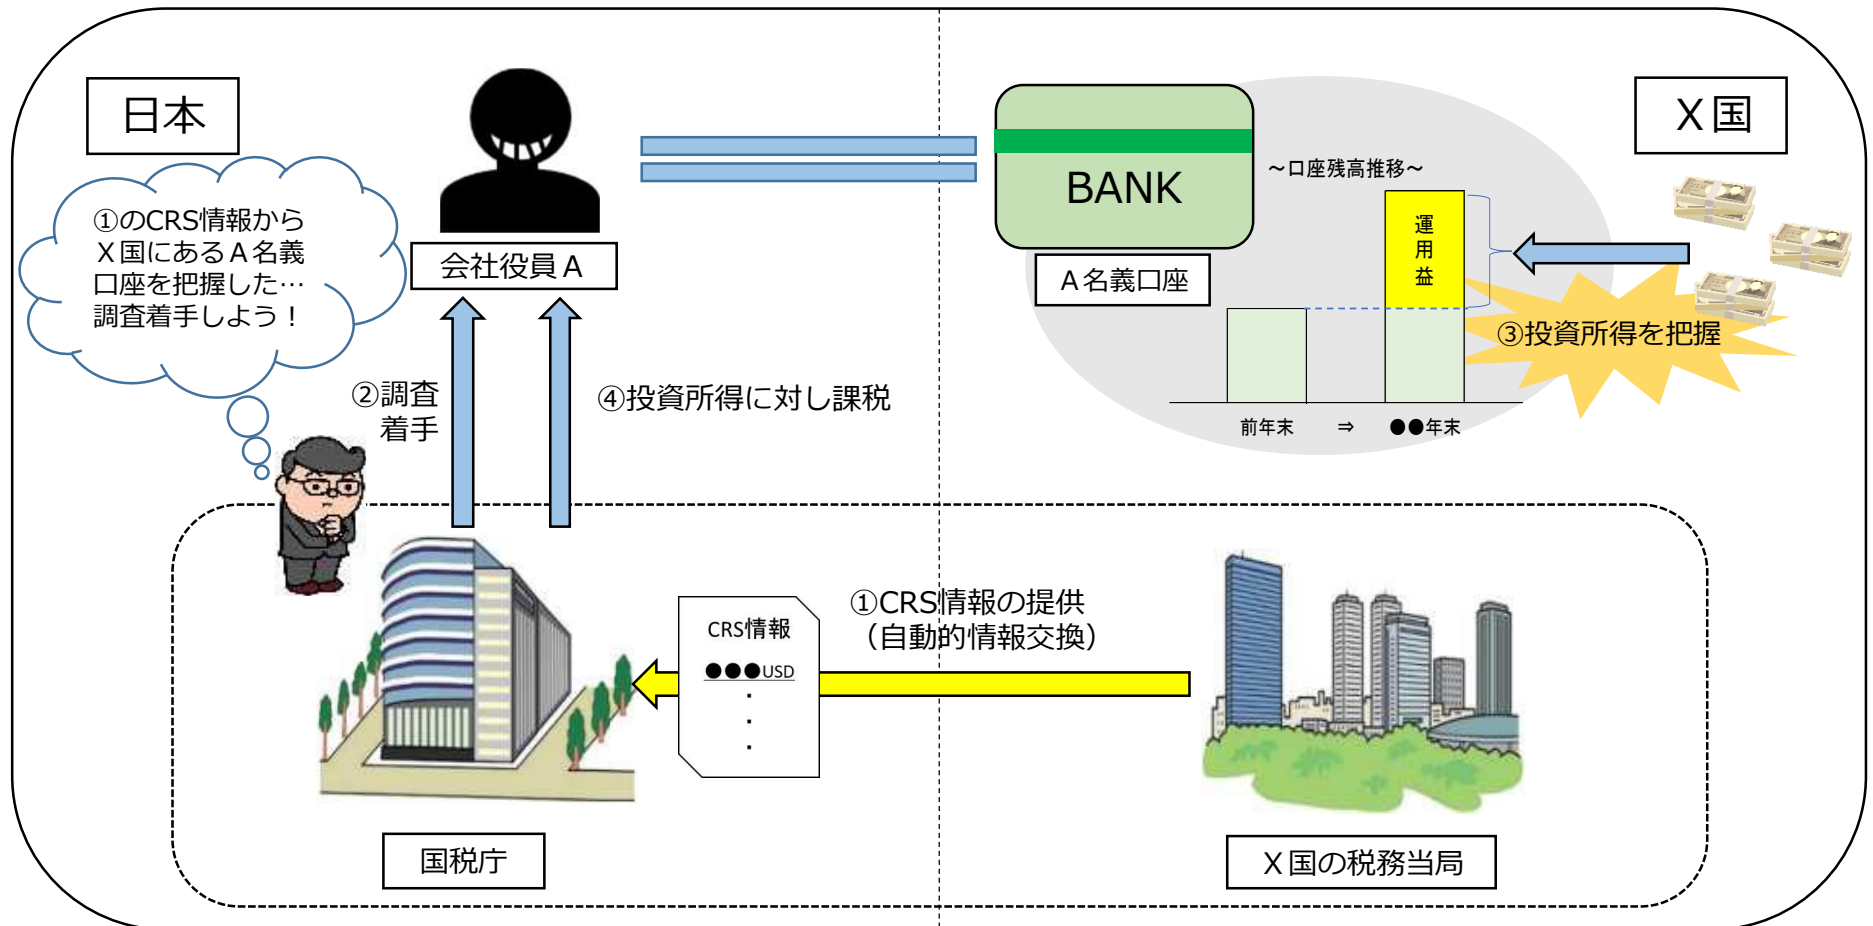 日本
X国
①のCRS情報から
X国にあるA名義
口座を把握した…
調査着手しよう！
会社役員A
BANK
A名義口座
～口座残高推移～
運
用
益
③投資所得を把握
前年末 ⇒ ●●年末
②調査
着手
④投資所得に対し課税
①CRS情報の提供
（自動的情報交換）
CRS情報
●●●USD
・
・
・
国税庁
X国の税務当局